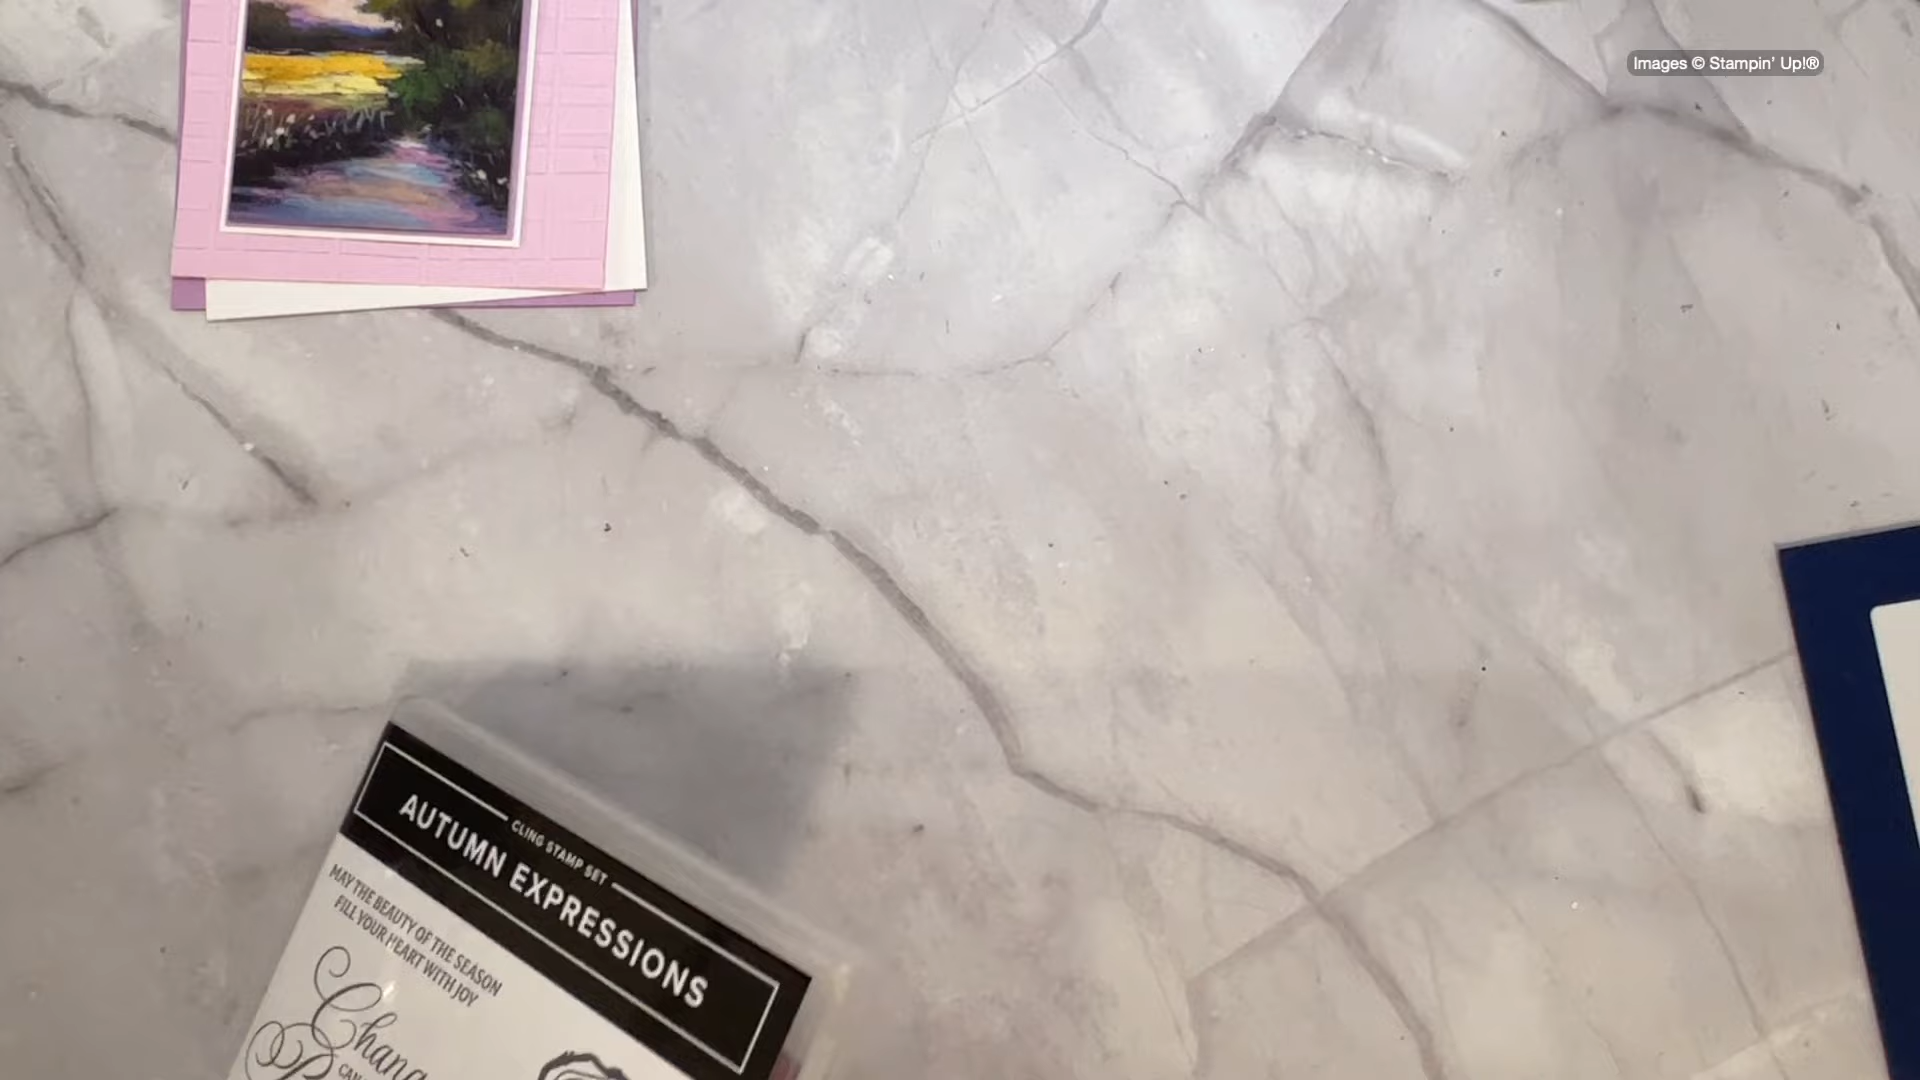 Images © Stampin' Up!®
CLING STAMP SET
AUTUMN EXPRESSIONS
MAY THE BEAUTY OF THE SEASON
FILL YOUR HEART WITH JOY